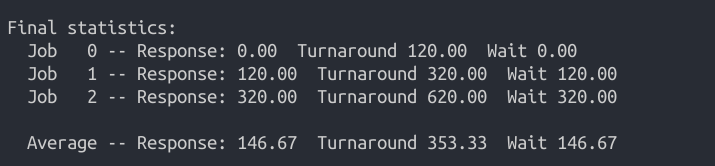 Final statistics:
Job 0 -- Response: 0.00 Turnaround 120.00 Wait 0.00
Job 1 -- Response: 120.00 Turnaround 320.00 Wait 120.00
Job 2 -- Response: 320.00 Turnaround 620.00 Wait 320.00
Average -- Response: 146.67 Turnaround 353.33 Wait 146.67